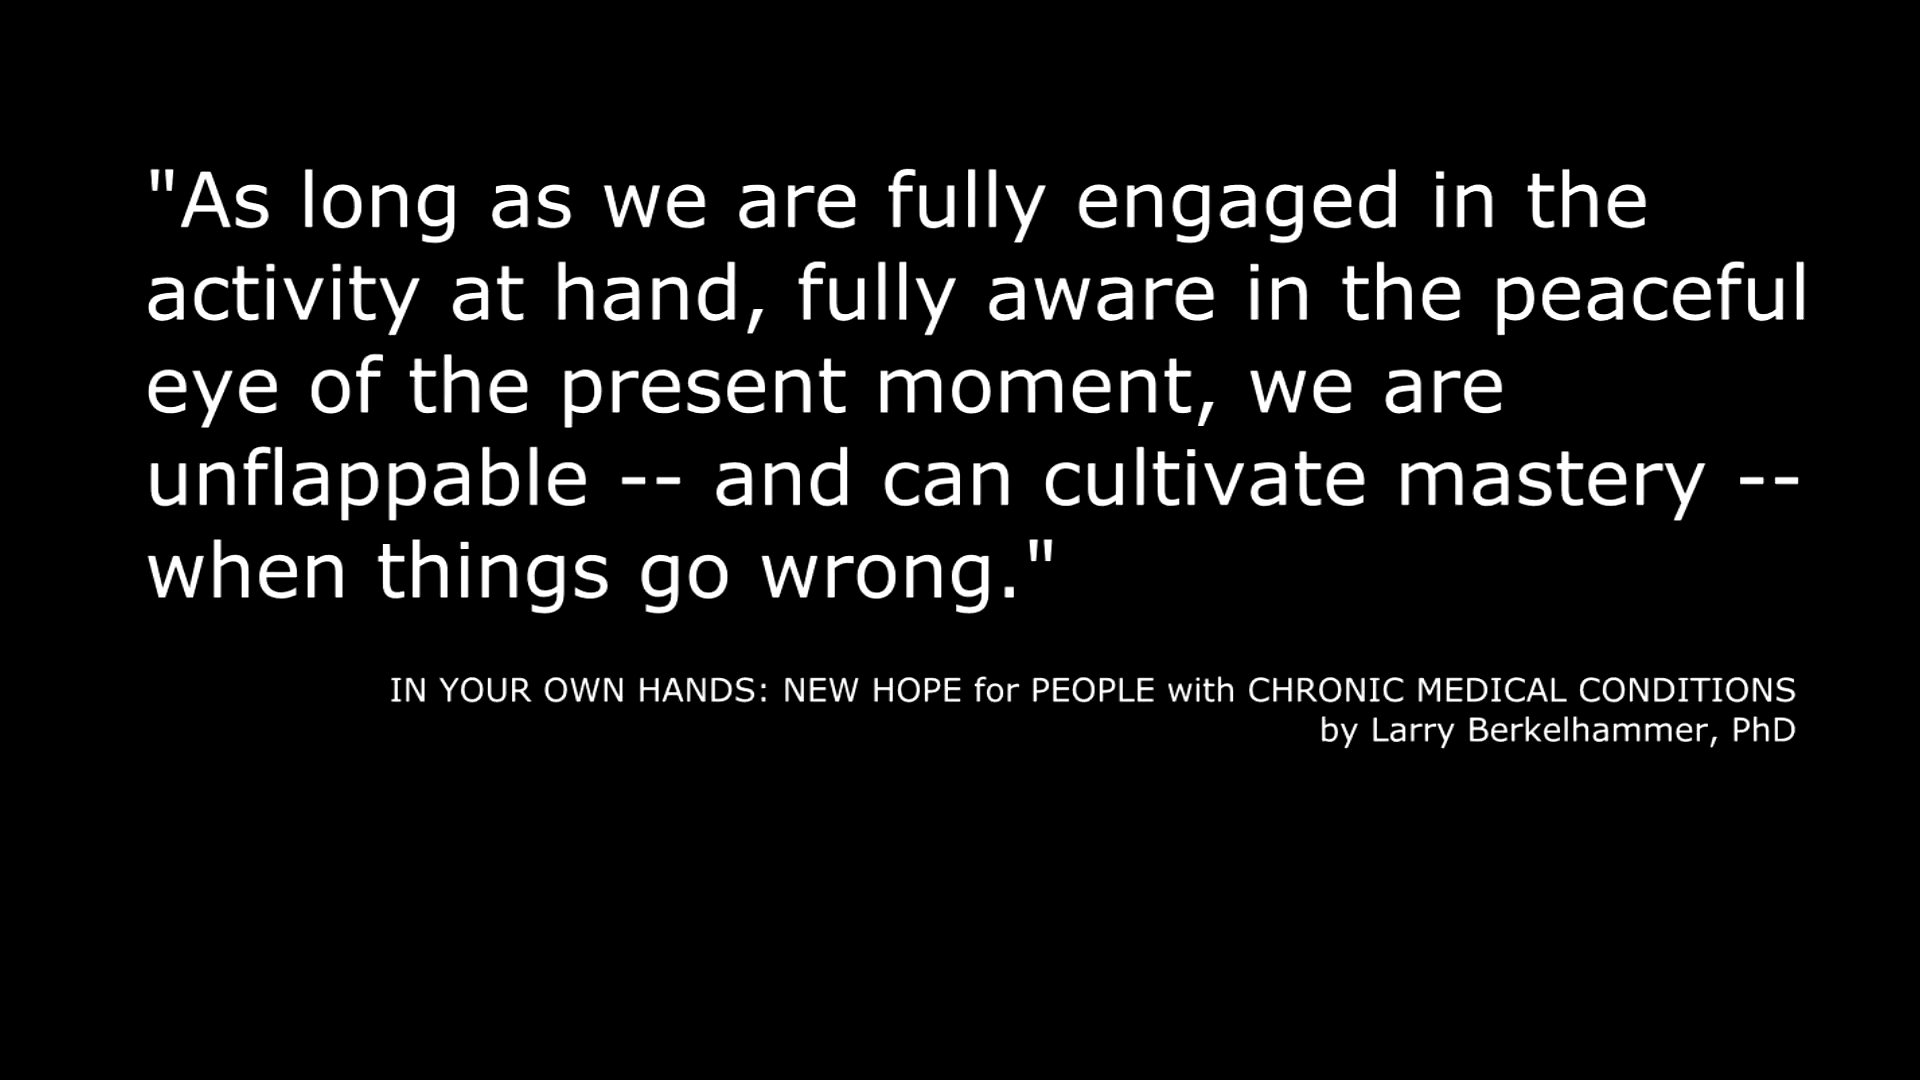 "As long as we are fully engaged in the
activity at hand, fully aware in the peaceful
eye of the present moment, we are
unflappable -- and can cultivate mastery --
when things go wrong."
IN YOUR OWN HANDS: NEW HOPE for PEOPLE with CHRONIC MEDICAL CONDITIONS
by Larry Berkelhammer, PhD